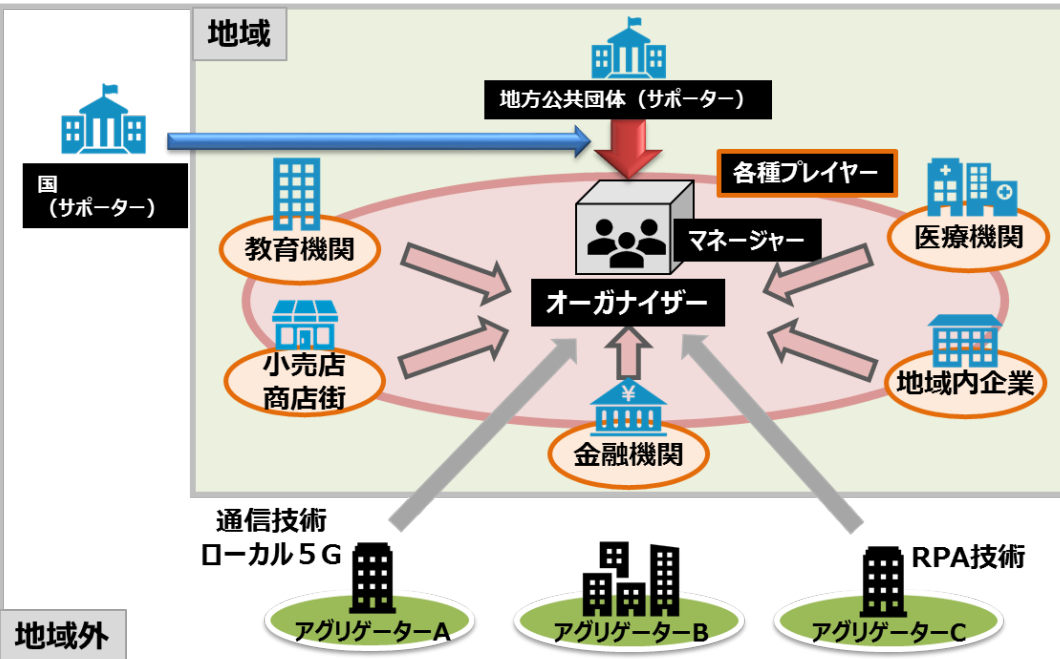 地域
地方公共団体（サポーター）
国
（サポーター）
各種プレイヤー
教育機関
マネージャー
医療機関
オーガナイザー
小売店
商店街
￥
地域内企業
金融機関
通信技術
ローカル５Ｇ
RPA技術
アグリゲーターA
アグリゲーターB
アグリゲーターC
地域外